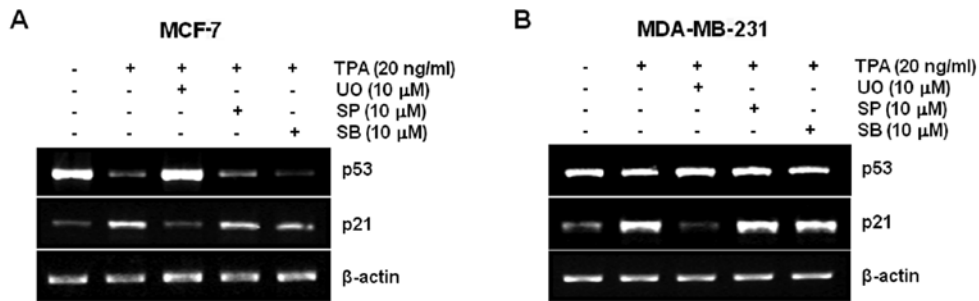 A
MCF-7
- + + + + TPA (20 ng/ml)
- - + - - UO (10 μM)
- - - + - SP (10 μM)
- - - - + SB (10 μM)
p53
p21
β-actin
B
MDA-MB-231
- + + + + TPA (20 ng/ml)
- - + - - UO (10 μM)
- - - + - SP (10 μM)
- - - - + SB (10 μM)
p53
p21
β-actin